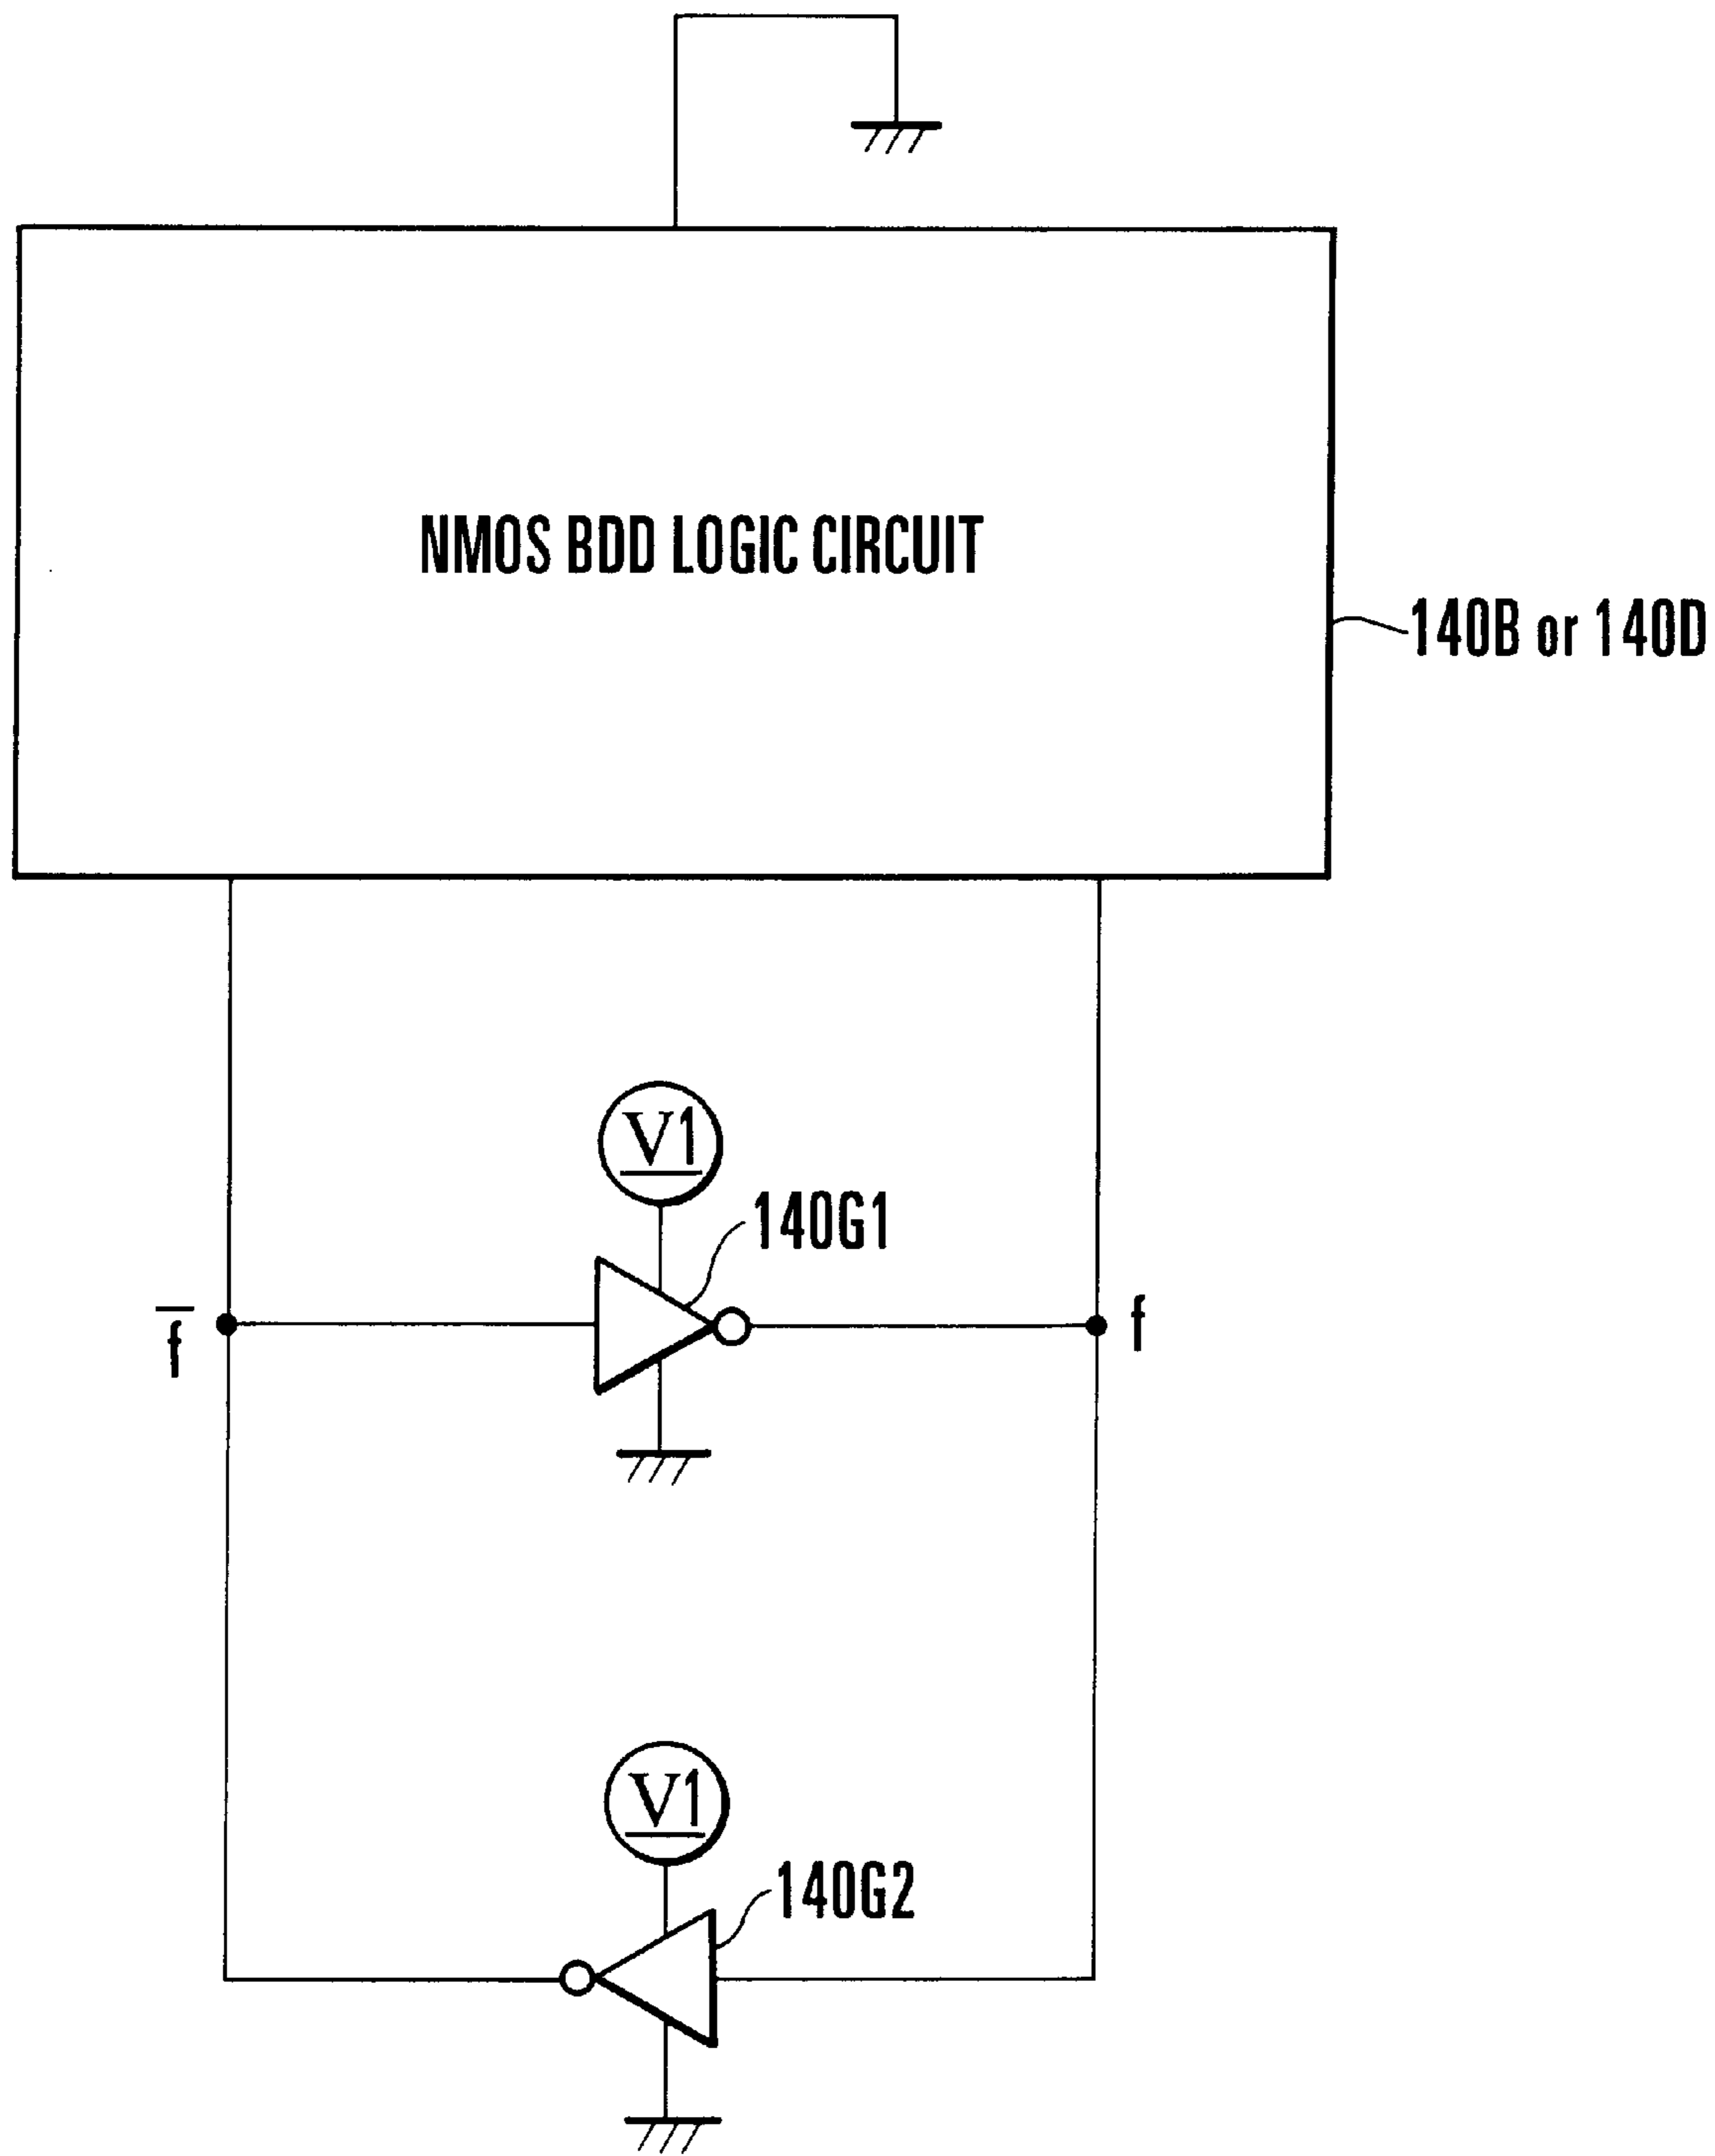 NMOS BDD LOGIC CIRCUIT
140B or 140D
V1
140G1
f̅
f
V1
140G2